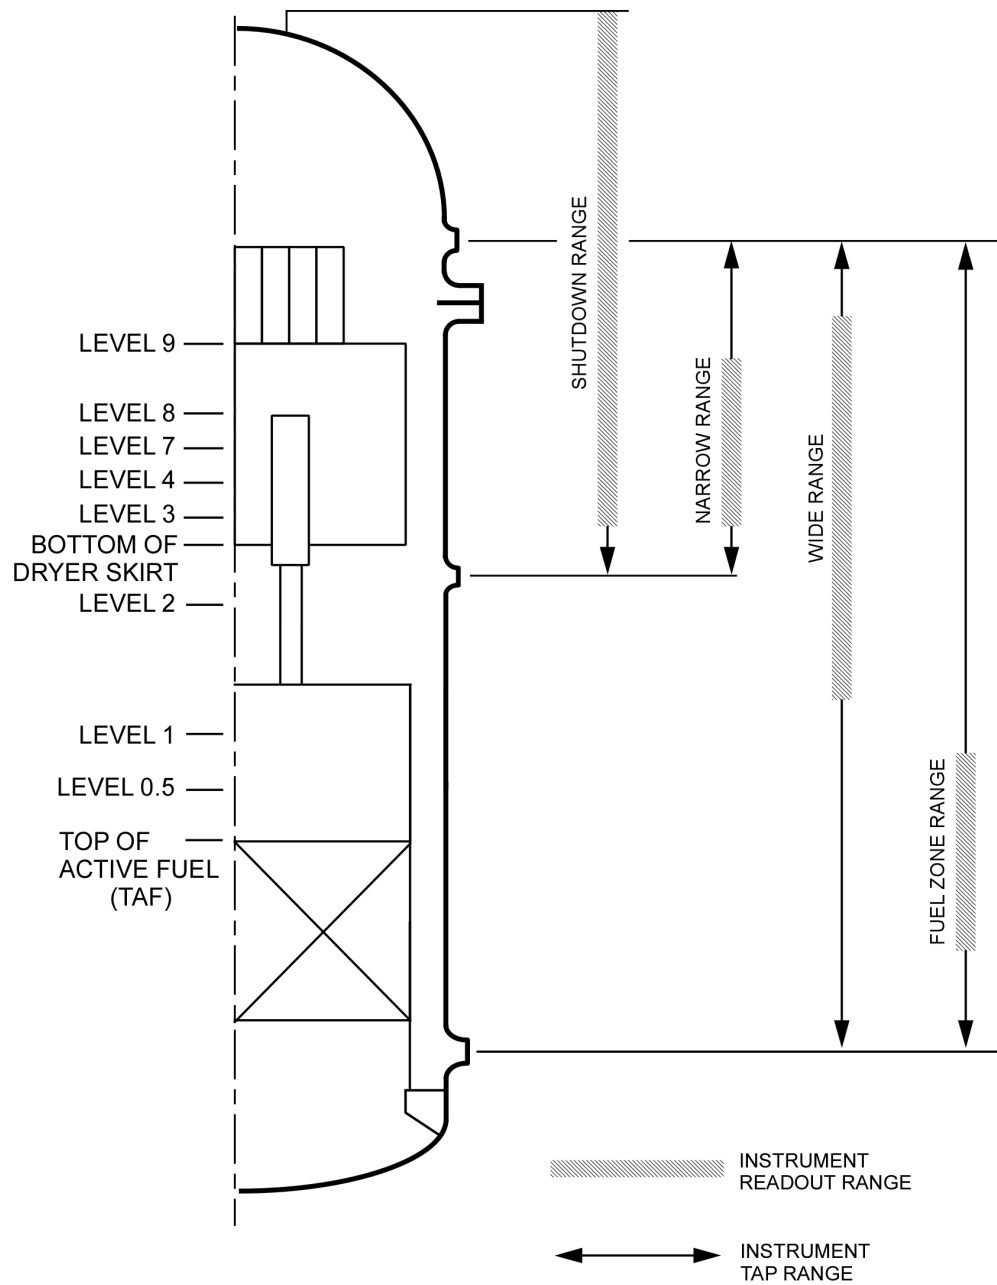 SHUTDOWN RANGE
NARROW RANGE
WIDE RANGE
FUEL ZONE RANGE
LEVEL 9
LEVEL 8
LEVEL 7
LEVEL 4
LEVEL 3
BOTTOM OF
DRYER SKIRT
LEVEL 2
LEVEL 1
LEVEL 0.5
TOP OF
ACTIVE FUEL
(TAF)
INSTRUMENT
READOUT RANGE
INSTRUMENT
TAP RANGE